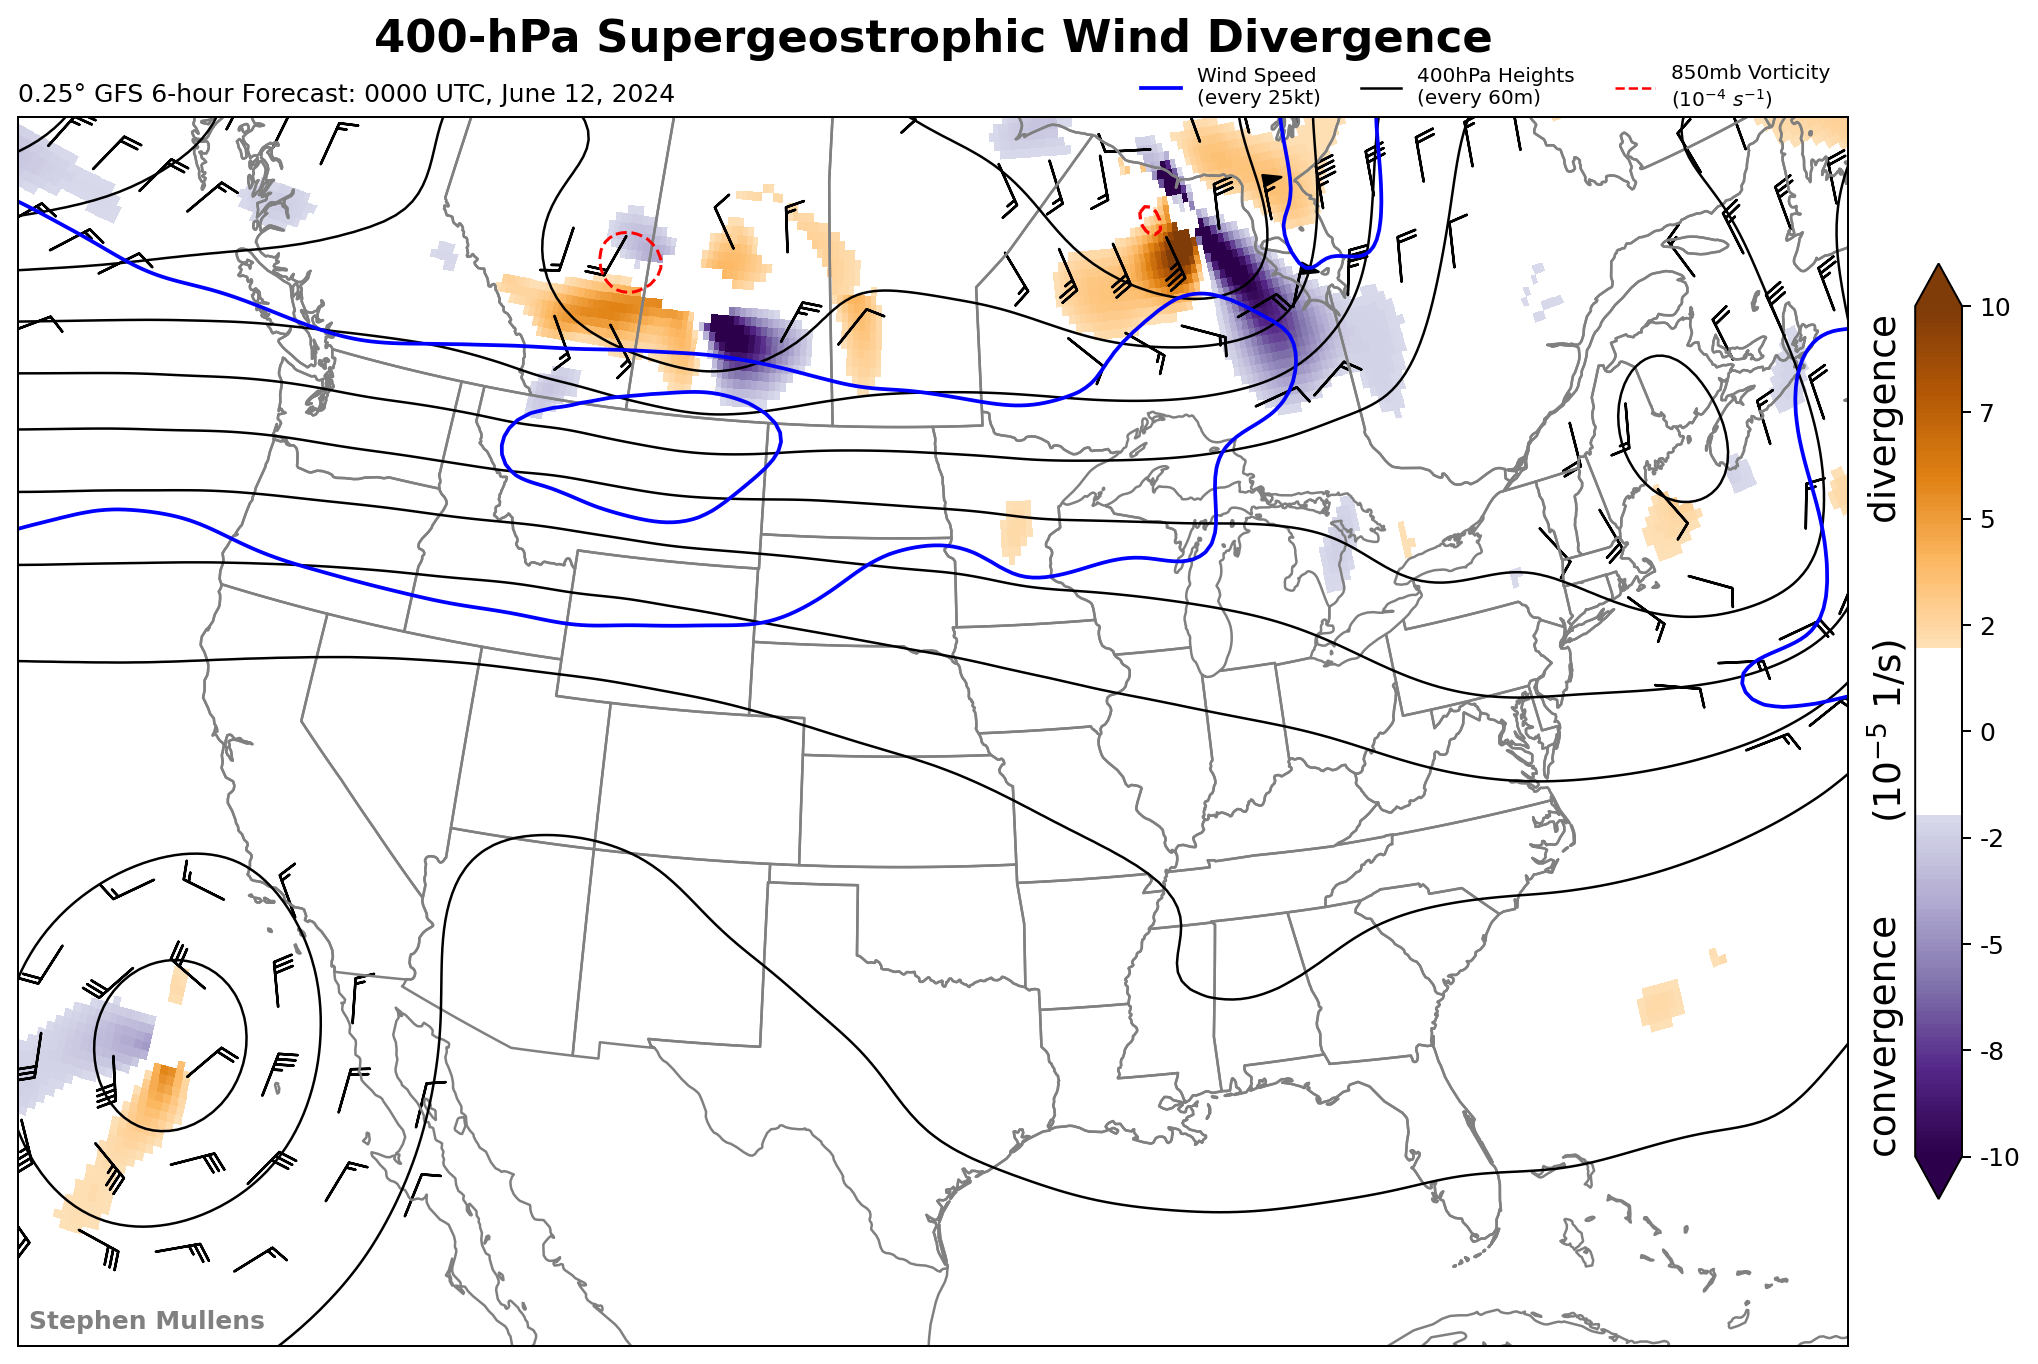 400-hPa Supergeostrophic Wind Divergence
0.25° GFS 6-hour Forecast: 0000 UTC, June 12, 2024
Wind Speed
(every 25kt)
400hPa Heights
(every 60m)
850mb Vorticity
(10⁻⁴ s⁻¹)
10
7
5
2
0
-2
-5
-8
-10
convergence (10⁻⁵ 1/s) divergence
Stephen Mullens